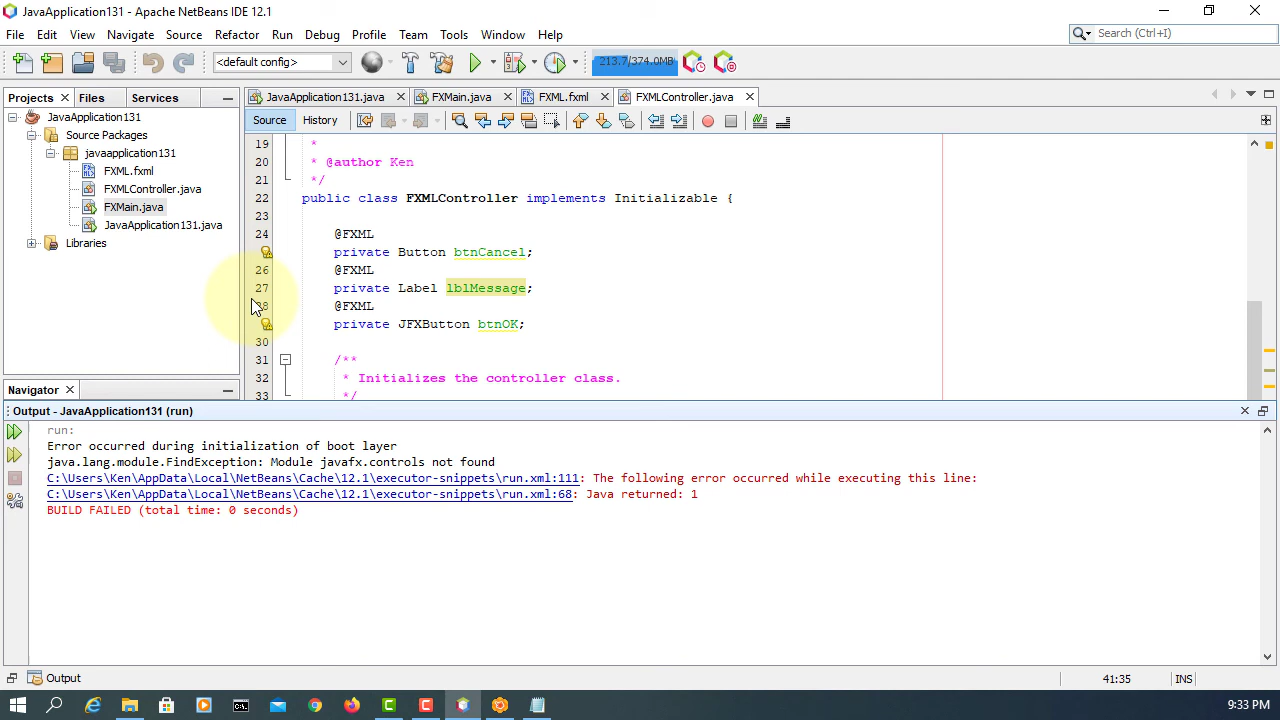 JavaApplication131 - Apache NetBeans IDE 12.1
File Edit View Navigate Source Refactor Run Debug Profile Team Tools Window Help
Search (Ctrl+I)
<default config>
213.7/374.0MB
Projects Files Services
JavaApplication131.java FXMain.java FXML.fxml FXMLController.java
JavaApplication131
Source Packages
javaapplication131
FXML.fxml
FXMLController.java
FXMain.java
JavaApplication131.java
Libraries
Navigator
Source History
19 *
20 * @author Ken
21 */
22 public class FXMLController implements Initializable {
23
24 @FXML
private Button btnCancel;
26 @FXML
27 private Label lblMessage;
28 @FXML
private JFXButton btnOK;
30
31 /**
32 * Initializes the controller class.
33 */
Output - JavaApplication131 (run)
run:
Error occurred during initialization of boot layer
java.lang.module.FindException: Module javafx.controls not found
C:\Users\Ken\AppData\Local\NetBeans\Cache\12.1\executor-snippets\run.xml:111: The following error occurred while executing this line:
C:\Users\Ken\AppData\Local\NetBeans\Cache\12.1\executor-snippets\run.xml:68: Java returned: 1
BUILD FAILED (total time: 0 seconds)
Output
41:35 INS
9:33 PM